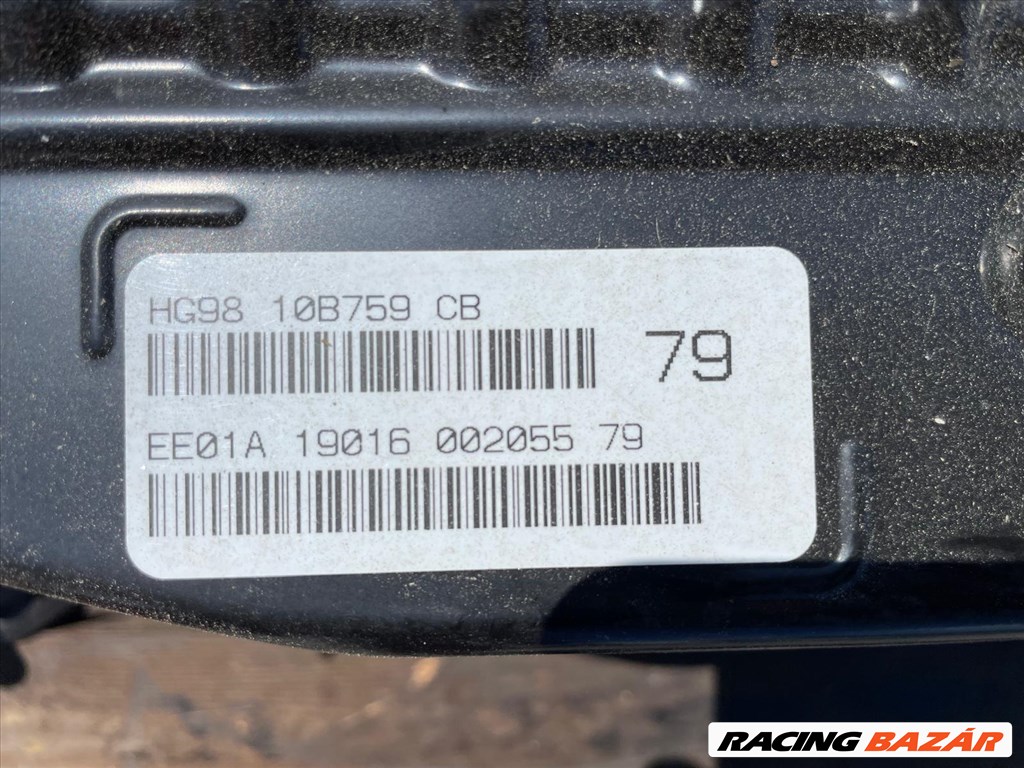 HG98 10B759 CB
79
EE01A 19016 002055 79
RACING BAZÁR